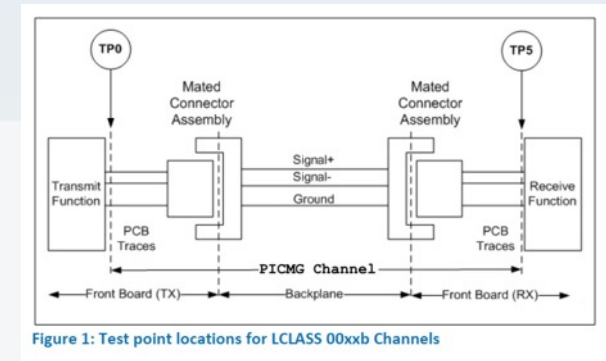 TP0
TP5
Mated
Connector
Assembly
Mated
Connector
Assembly
Signal+
Signal-
Ground
Transmit
Function
Receive
Function
PCB
Traces
PCB
Traces
PICMG Channel
Front Board (TX)
Backplane
Front Board (RX)
Figure 1: Test point locations for LCLASS 00xxb Channels